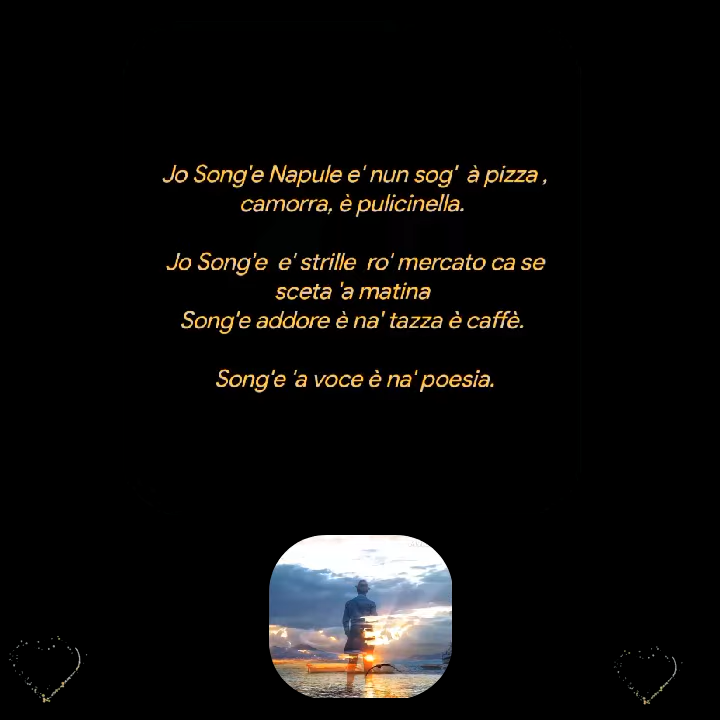 Jo Song'e Napule e' nun sog' à pizza ,
camorra, è pulicinella.
Jo Song'e e' strille ro' mercato ca se
sceta 'a matina
Song'e addore è na' tazza è caffè.
Song'e 'a voce è na' poesia.